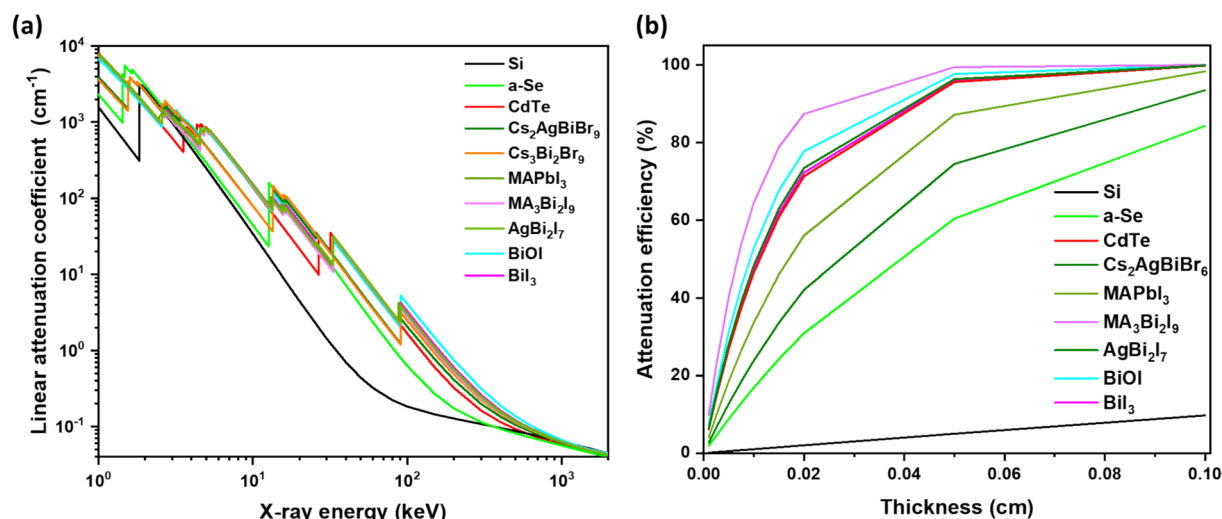 (a)
Linear attenuation coefficient (cm⁻¹)
10⁴
10³
10²
10¹
10⁰
10⁻¹
Si
a-Se
CdTe
Cs₂AgBiBr₉
Cs₃Bi₂Br₉
MAPbI₃
MA₃Bi₂I₉
AgBi₂I₇
BiOI
BiI₃
10⁰ 10¹ 10² 10³
X-ray energy (keV)
(b)
Attenuation efficiency (%)
100
80
60
40
20
0
Si
a-Se
CdTe
Cs₂AgBiBr₆
MAPbI₃
MA₃Bi₂I₉
AgBi₂I₇
BiOI
BiI₃
0.00 0.02 0.04 0.06 0.08 0.10
Thickness (cm)